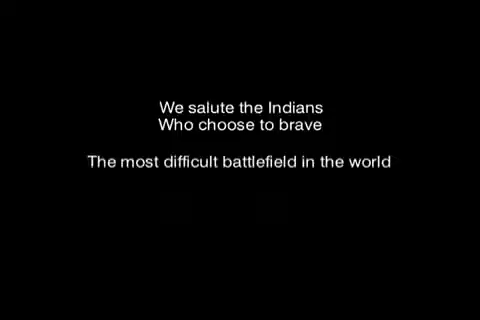 We salute the Indians
Who choose to brave
The most difficult battlefield in the world